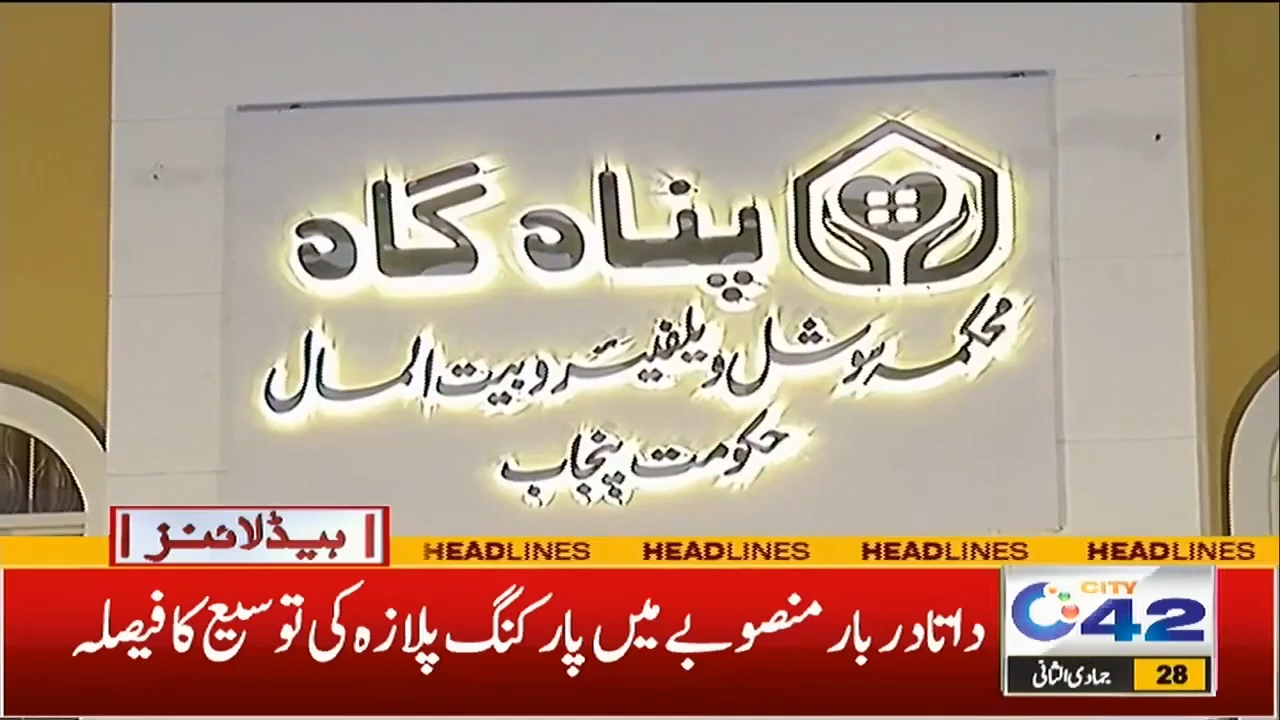 پناہ گاہ
محکمہ سوشل ویلفیئر و بیت المال
حکومت پنجاب
ہیڈلائنز
HEADLINES HEADLINES HEADLINES HEADLINES
داتا دربار منصوبے میں پارکنگ پلازہ کی توسیع کا فیصلہ
CITY
42
28 جمادی الثانی